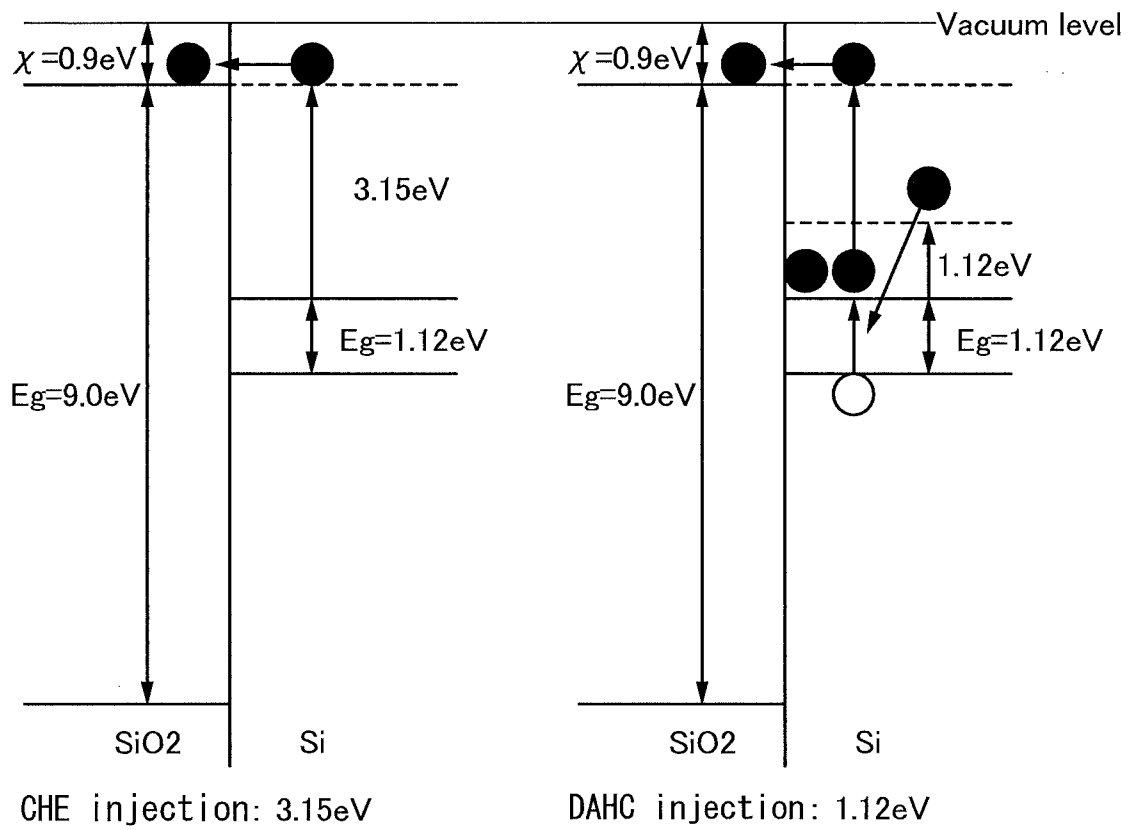 Vacuum level
χ=0.9eV
χ=0.9eV
3.15eV
1.12eV
Eg=1.12eV
Eg=1.12eV
Eg=9.0eV
Eg=9.0eV
SiO2
Si
SiO2
Si
CHE injection: 3.15eV
DAHC injection: 1.12eV